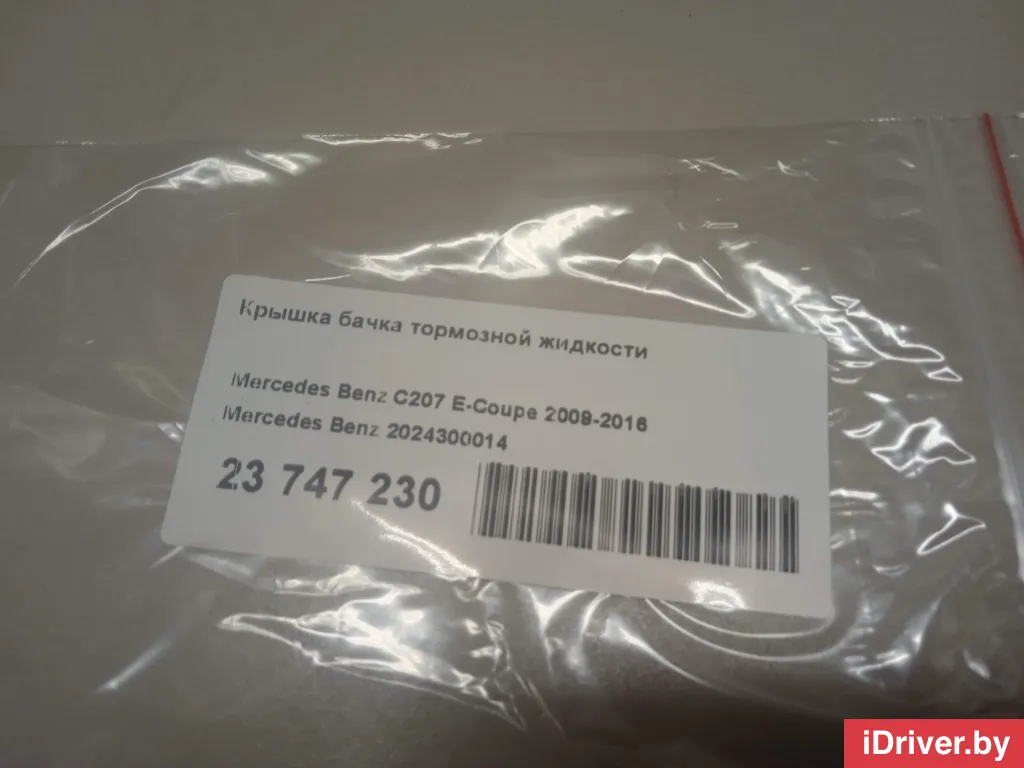 Крышка бачка тормозной жидкости
Mercedes Benz C207 E-Coupe 2009-2016
Mercedes Benz 2024300014
23 747 230
iDriver.by